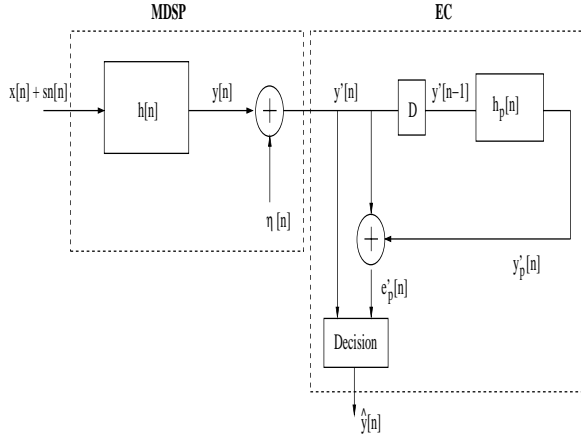 MDSP
EC
x[n] + sn[n]
h[n]
y[n]
+
η [n]
y'[n]
D
y'[n−1]
h_p[n]
+
y'_p[n]
e'_p[n]
Decision
ŷ[n]